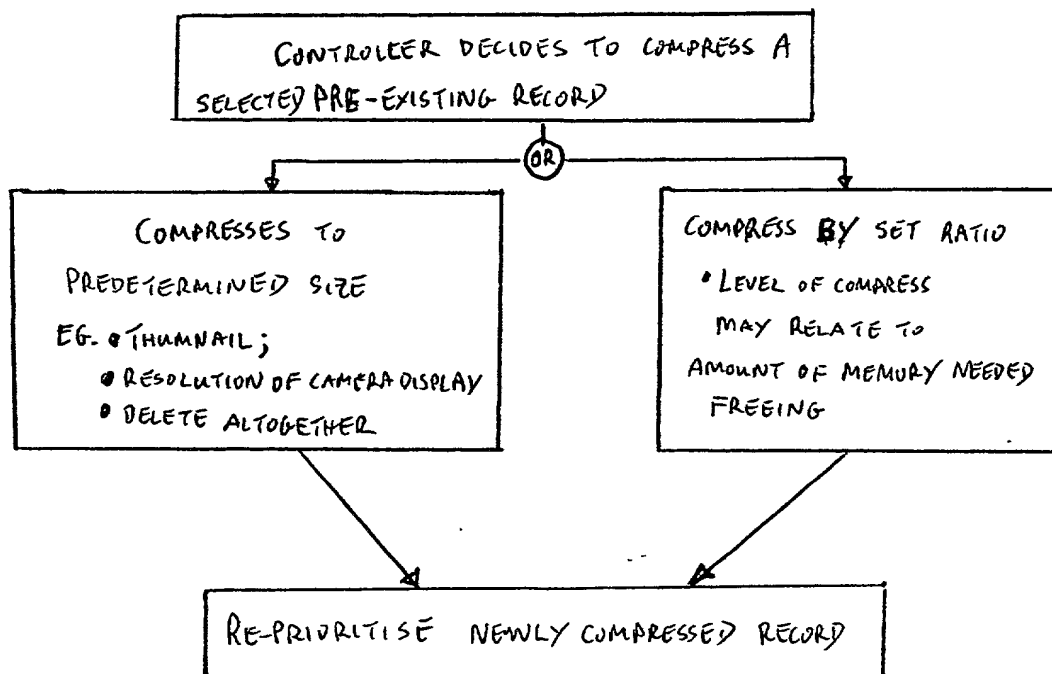 CONTROLLER DECIDES TO COMPRESS A
SELECTED PRE-EXISTING RECORD
OR
COMPRESSES TO
PREDETERMINED SIZE
EG. • THUMNAIL;
• RESOLUTION OF CAMERA DISPLAY
• DELETE ALTOGETHER
COMPRESS BY SET RATIO
• LEVEL OF COMPRESS
MAY RELATE TO
AMOUNT OF MEMORY NEEDED
FREEING
RE-PRIORITISE NEWLY COMPRESSED RECORD